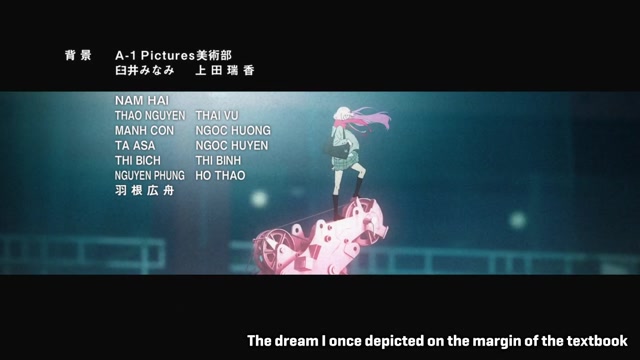 背景 A-1 Pictures美術部
臼井みなみ 上田瑞香
NAM HAI
THAO NGUYEN THAI VU
MANH CON NGOC HUONG
TA ASA NGOC HUYEN
THI BICH THI BINH
NGUYEN PHUNG HO THAO
羽根広舟
The dream I once depicted on the margin of the textbook